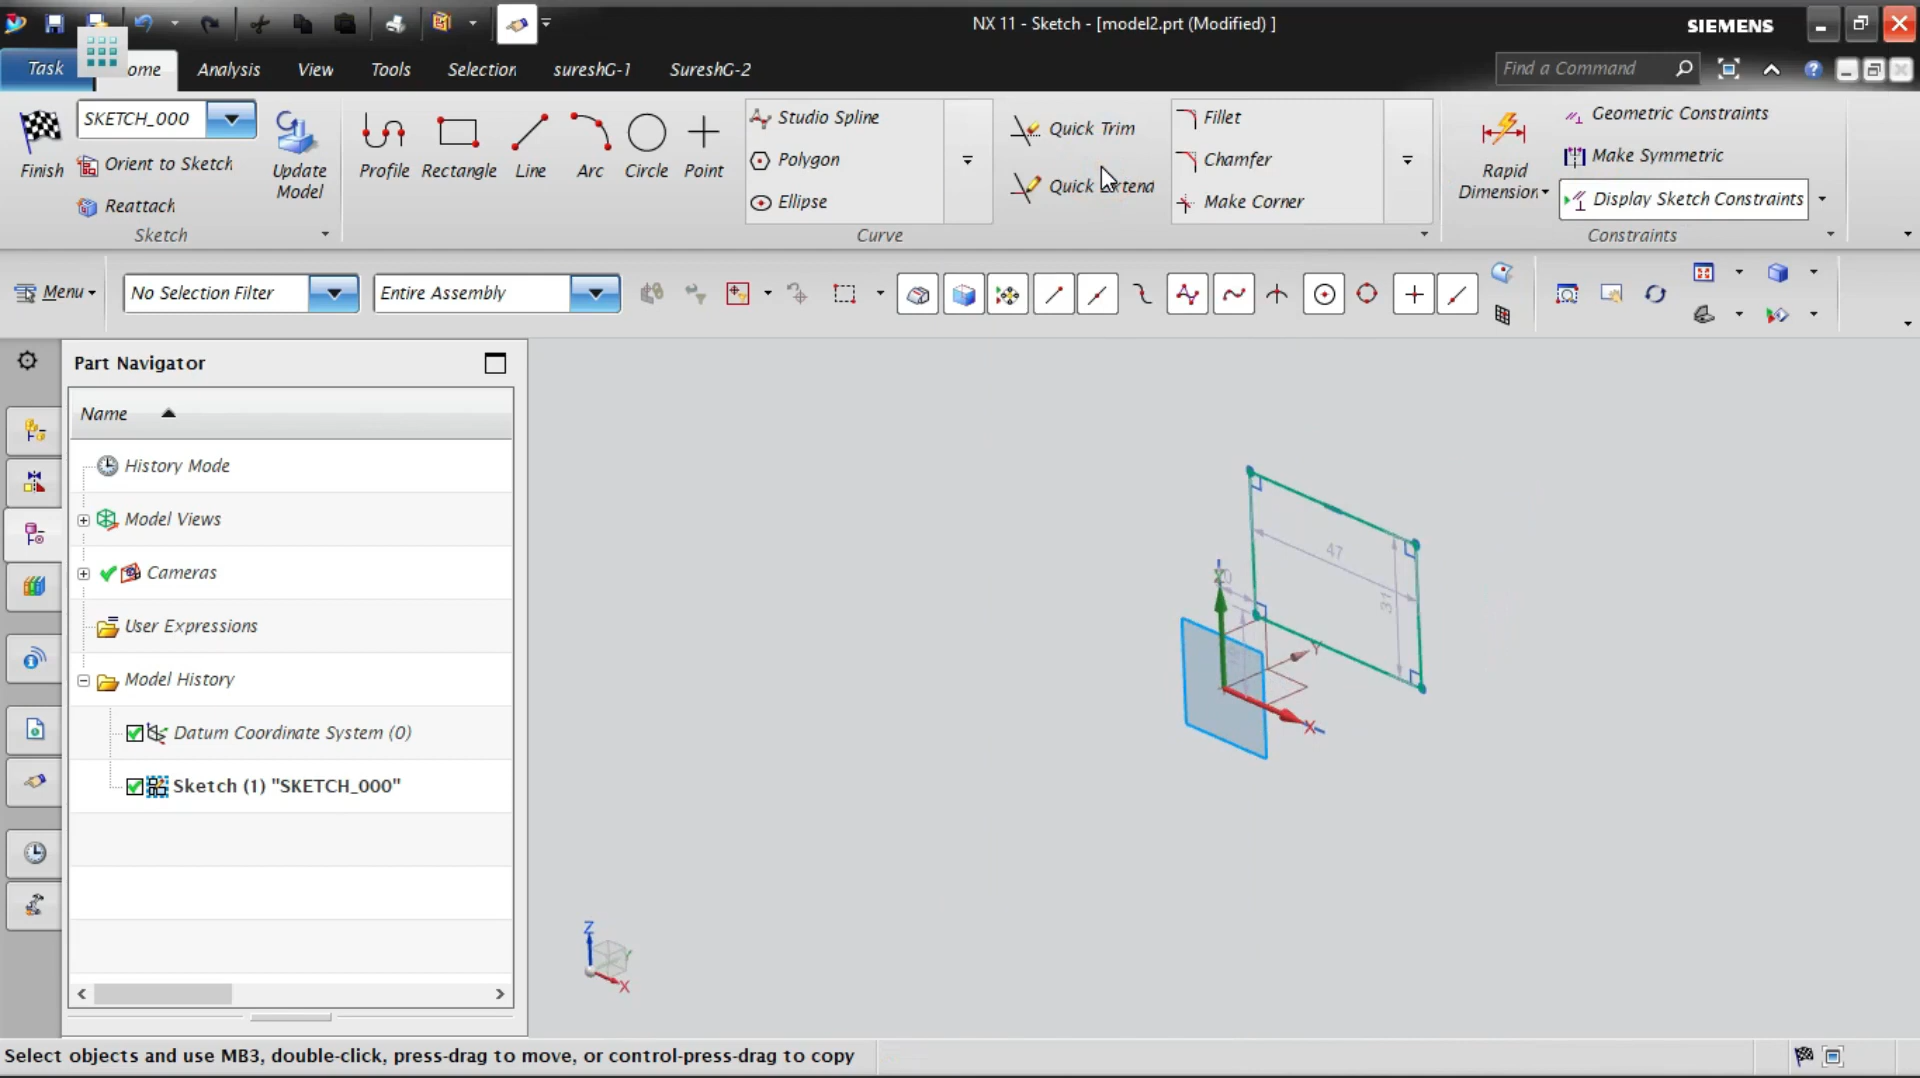 NX 11 - Sketch - [model2.prt (Modified) ]
SIEMENS
Task
ome
Analysis
View
Tools
Selection
sureshG-1
SureshG-2
Find a Command
Finish
SKETCH_000
Orient to Sketch
Reattach
Update
Model
Sketch
Profile
Rectangle
Line
Arc
Circle
Point
Studio Spline
Polygon
Ellipse
Quick Trim
Quick Extend
Fillet
Chamfer
Make Corner
Curve
Rapid
Dimension
Geometric Constraints
Make Symmetric
Display Sketch Constraints
Constraints
Menu
No Selection Filter
Entire Assembly
Part Navigator
Name
History Mode
Model Views
Cameras
User Expressions
Model History
Datum Coordinate System (0)
Sketch (1) "SKETCH_000"
47
31
Y
X
Z
Y
X
Select objects and use MB3, double-click, press-drag to move, or control-press-drag to copy